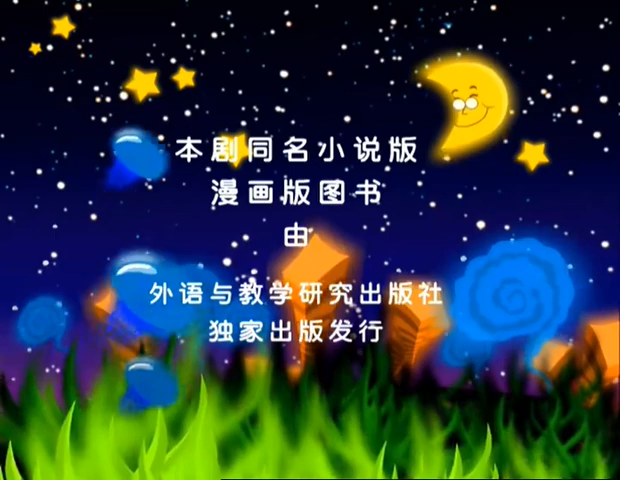 本剧同名小说版
漫画版图书
由
外语与教学研究出版社
独家出版发行